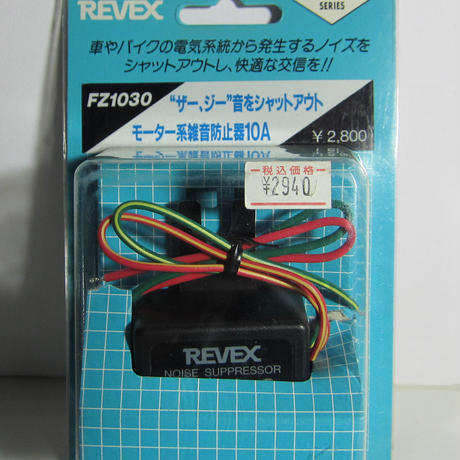 REVEX
SERIES
車やバイクの電気系統から発生するノイズを
シャットアウトし、快適な交信を!!
FZ1030
“ザー、ジー”音をシャットアウト
モーター系雑音防止器10A
¥2,800
税込価格
¥2940
REVEX
NOISE SUPPRESSOR